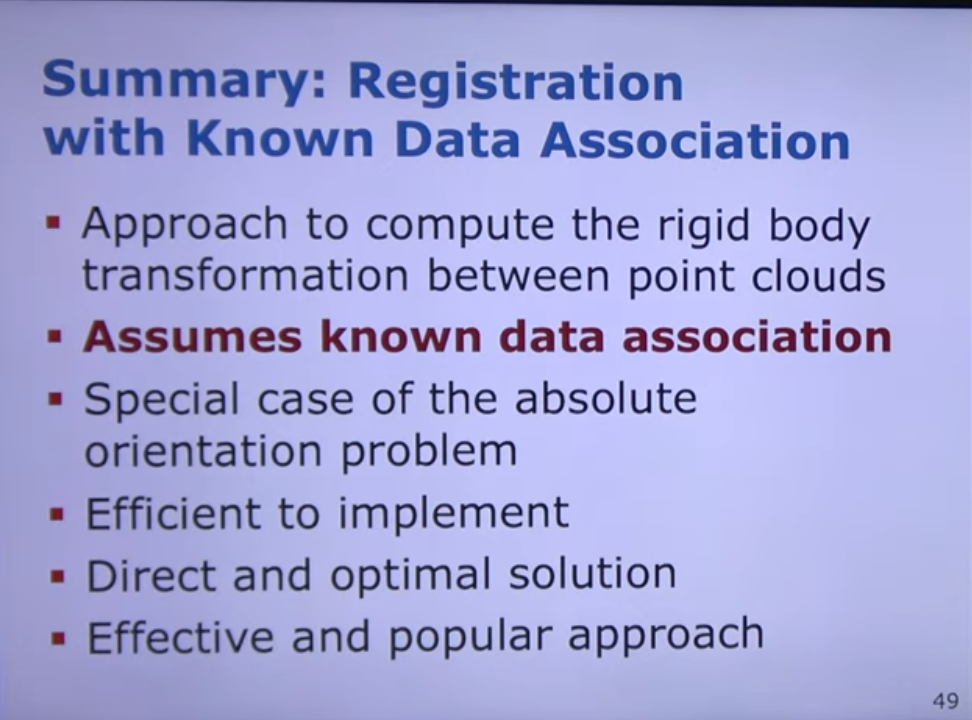 Summary: Registration
with Known Data Association
▪ Approach to compute the rigid body
transformation between point clouds
▪ Assumes known data association
▪ Special case of the absolute
orientation problem
▪ Efficient to implement
▪ Direct and optimal solution
▪ Effective and popular approach
49